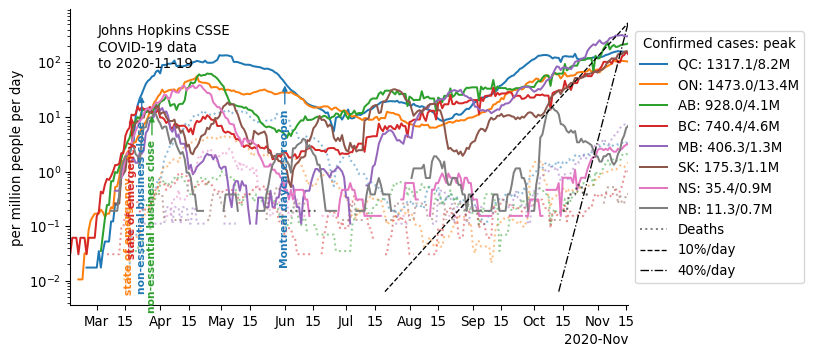 Johns Hopkins CSSE
COVID-19 data
to 2020-11-19
per million people per day
10²
10¹
10⁰
10⁻¹
10⁻²
state of emergency
non-essential business close
non-essential business close
Montreal daycares reopen
Mar 15 Apr 15 May 15 Jun 15 Jul 15 Aug 15 Sep 15 Oct 15 Nov 15
2020-Nov
Confirmed cases: peak
QC: 1317.1/8.2M
ON: 1473.0/13.4M
AB: 928.0/4.1M
BC: 740.4/4.6M
MB: 406.3/1.3M
SK: 175.3/1.1M
NS: 35.4/0.9M
NB: 11.3/0.7M
Deaths
10%/day
40%/day